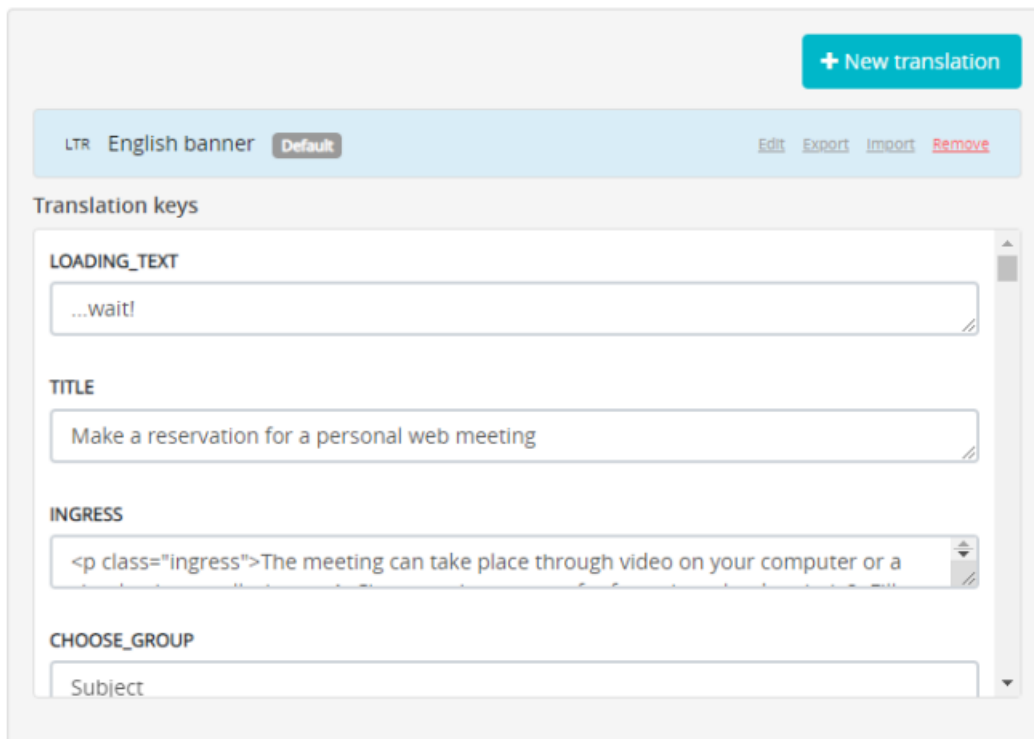 + New translation
LTR English banner Default Edit Export Import Remove
Translation keys
LOADING_TEXT
...wait!
TITLE
Make a reservation for a personal web meeting
INGRESS
<p class="ingress">The meeting can take place through video on your computer or a
CHOOSE_GROUP
Subject